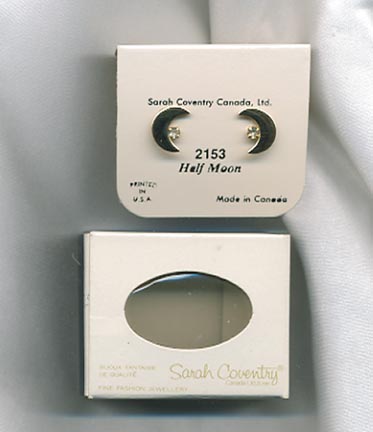 Sarah Coventry Canada, Ltd.
2153
Half Moon
PRINTED
IN
U.S.A.
Made in Canada
BIJOUX FANTAISIE
DE QUALITÉ
Sarah Coventry®
FINE FASHION JEWELLERY